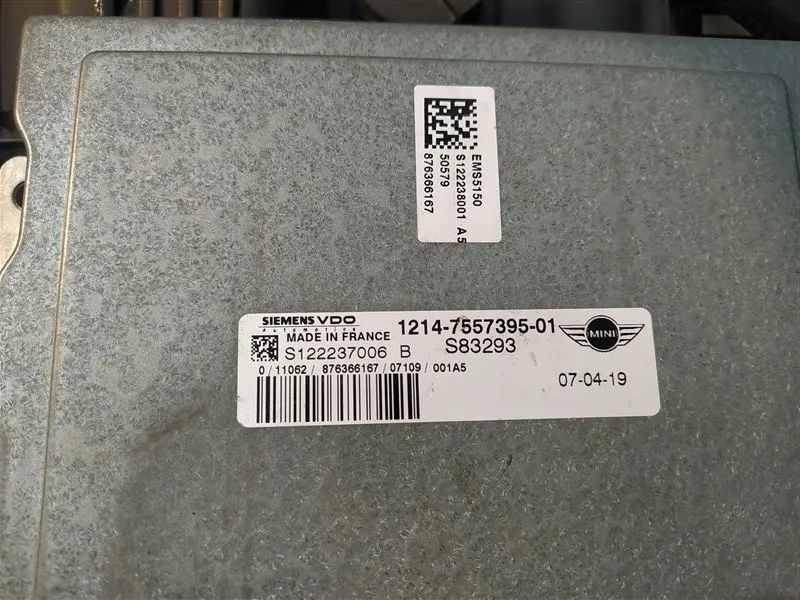 EMS5150
S122238001 A5
50579
876366167
SIEMENS VDO
Automotive
MADE IN FRANCE
1214-7557395-01
MINI
S122237006 B
S83293
0/11062/876366167/07109/001A5
07-04-19